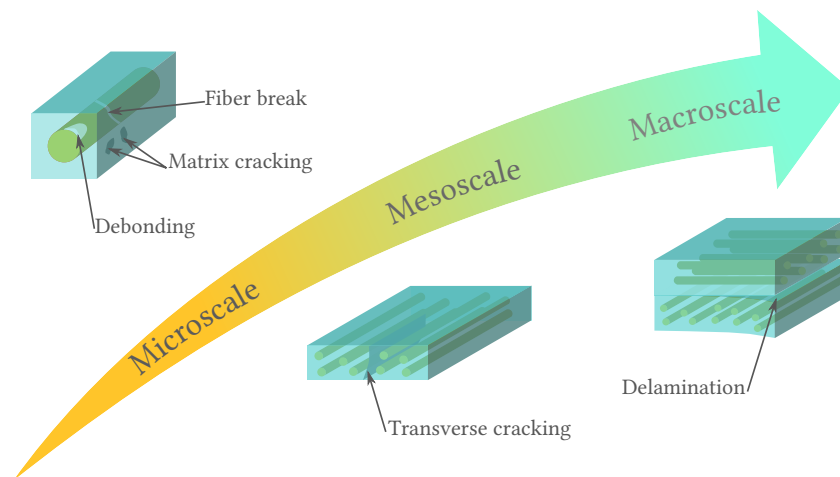 Fiber break
Matrix cracking
Debonding
Microscale
Mesoscale
Macroscale
Transverse cracking
Delamination